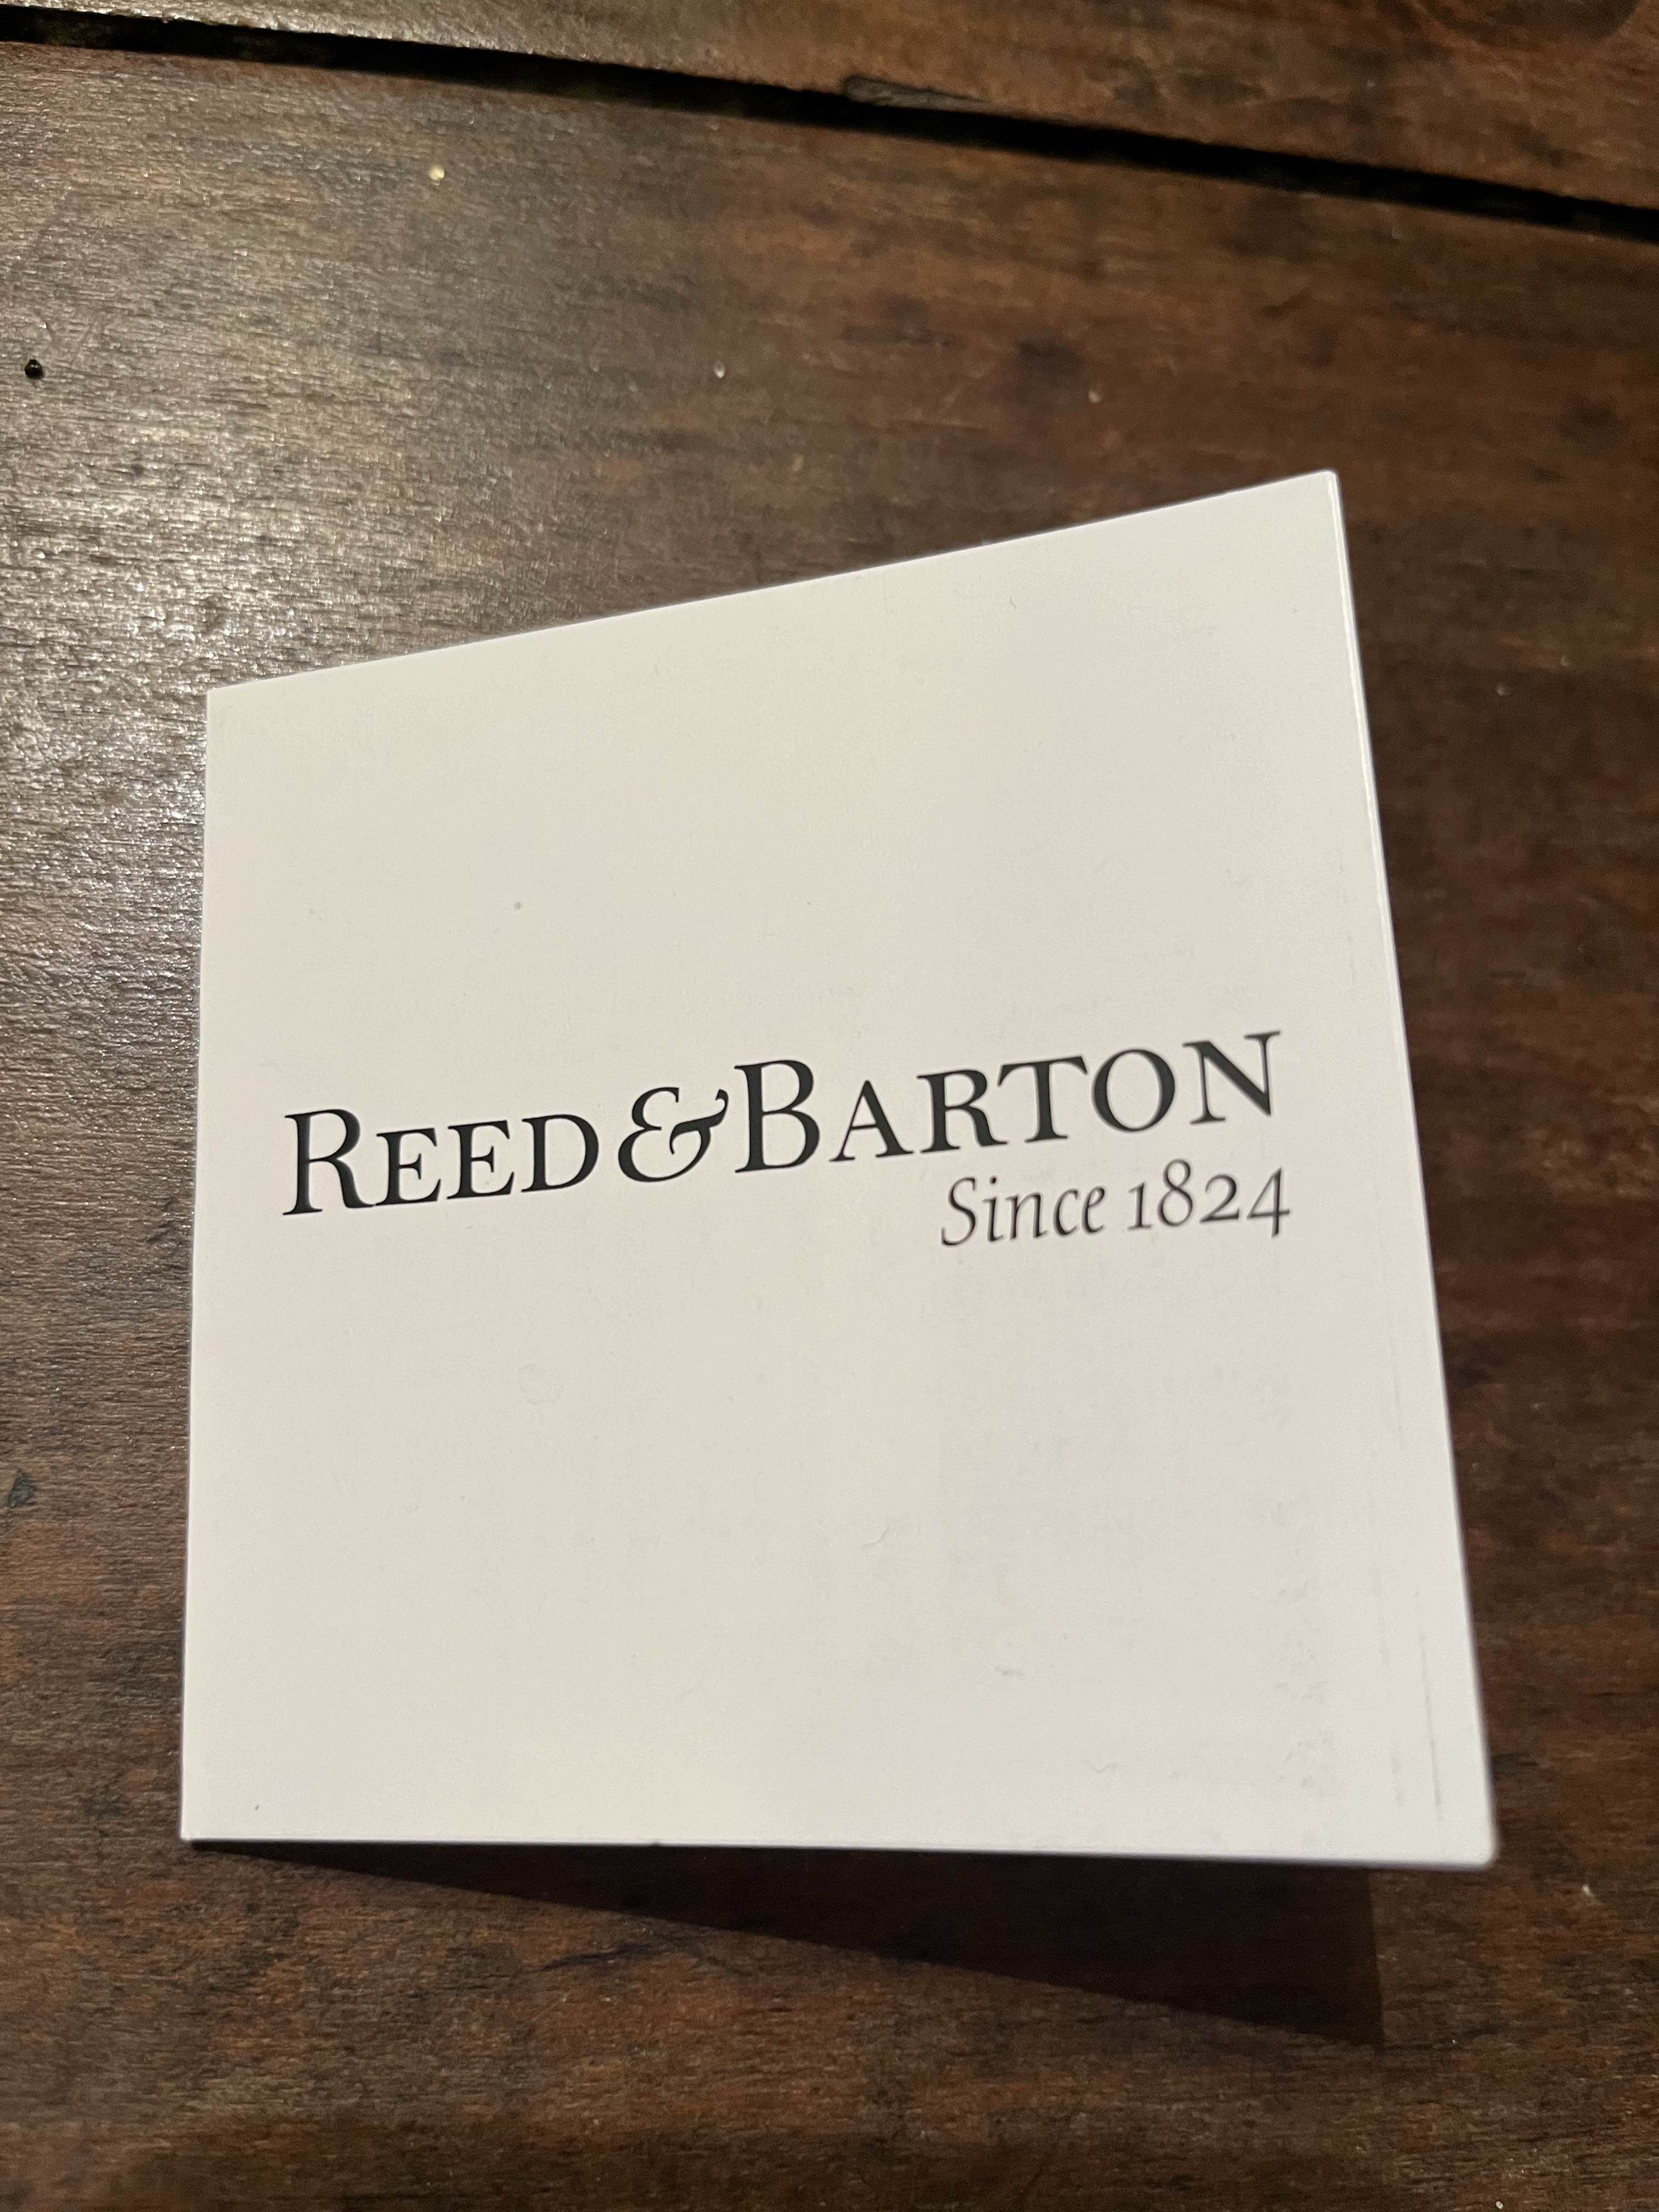 REED & BARTON
Since 1824